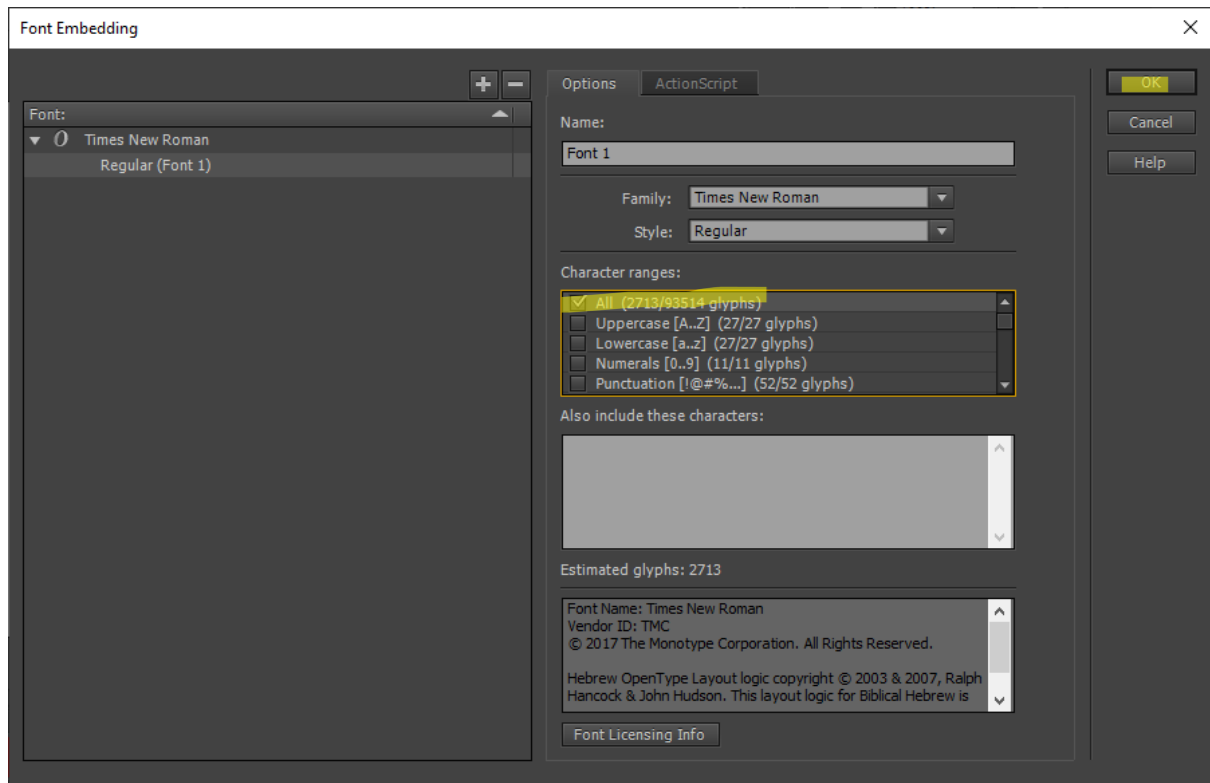 Font Embedding
Font:
Times New Roman
Regular (Font 1)
Options
ActionScript
Name:
Font 1
Family:
Times New Roman
Style:
Regular
Character ranges:
All (2713/93514 glyphs)
Uppercase [A..Z] (27/27 glyphs)
Lowercase [a..z] (27/27 glyphs)
Numerals [0..9] (11/11 glyphs)
Punctuation [!@#%...] (52/52 glyphs)
Also include these characters:
Estimated glyphs: 2713
Font Name: Times New Roman
Vendor ID: TMC
© 2017 The Monotype Corporation. All Rights Reserved.
Hebrew OpenType Layout logic copyright © 2003 & 2007, Ralph
Hancock & John Hudson. This layout logic for Biblical Hebrew is
Font Licensing Info
OK
Cancel
Help